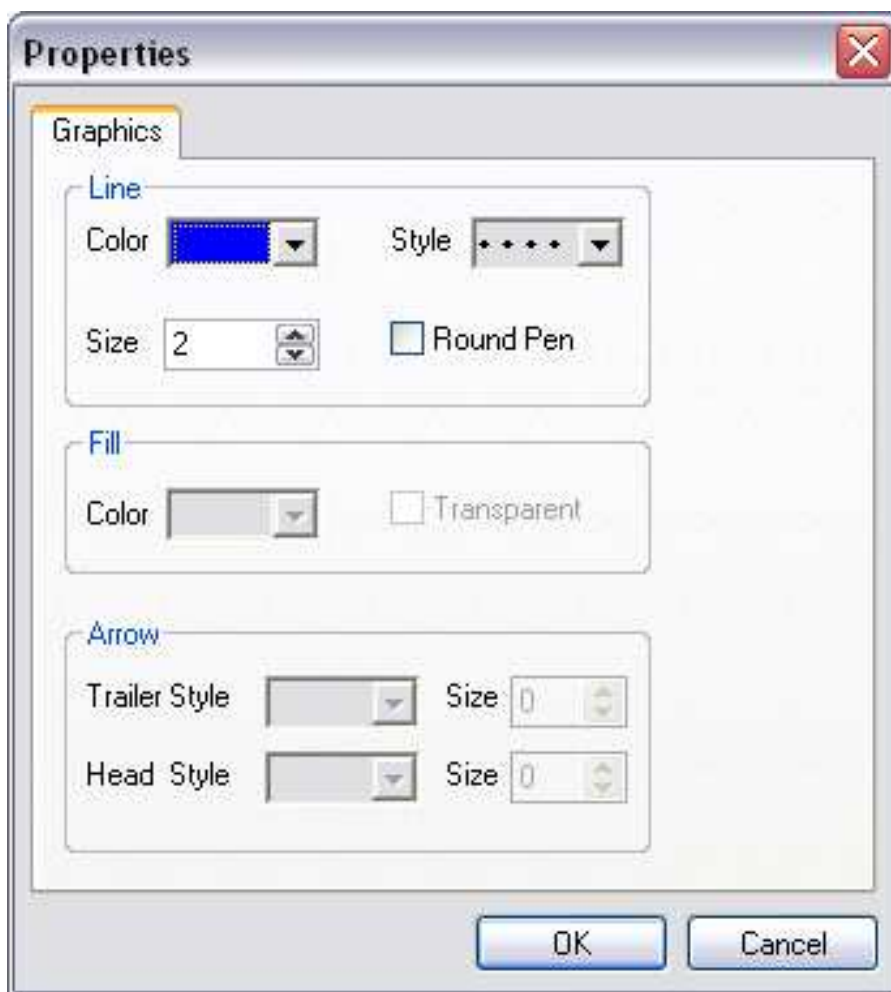 Properties
Graphics
Line
Color Style
Size 2 Round Pen
Fill
Color Transparent
Arrow
Trailer Style Size 0
Head Style Size 0
OK Cancel